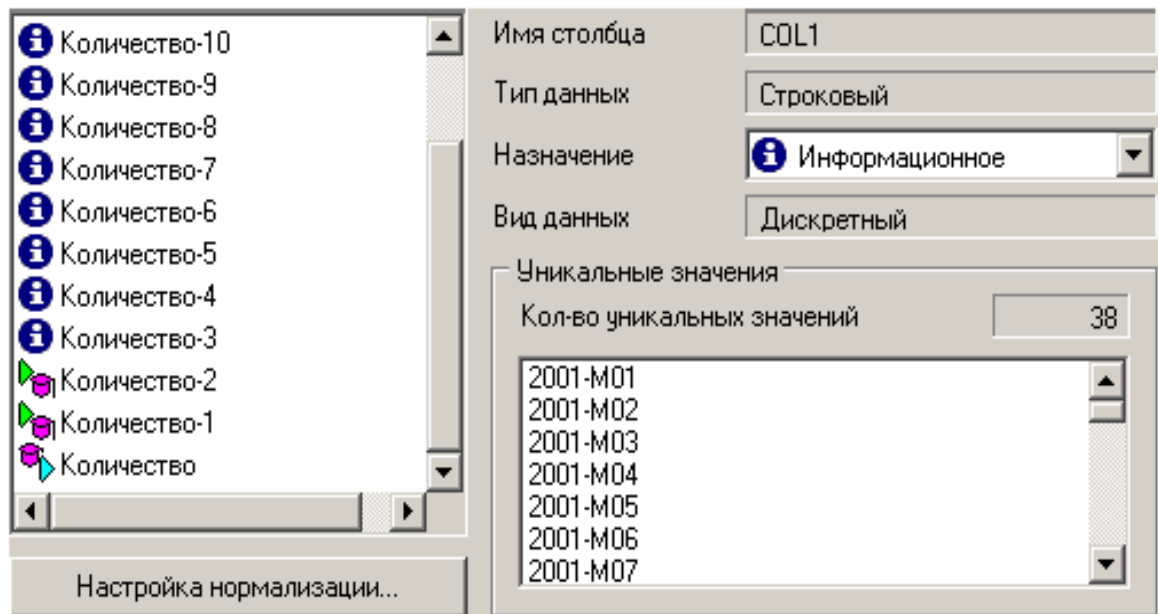 Количество-10
Количество-9
Количество-8
Количество-7
Количество-6
Количество-5
Количество-4
Количество-3
Количество-2
Количество-1
Количество
Настройка нормализации...
Имя столбца COL1
Тип данных Строковый
Назначение Информационное
Вид данных Дискретный
Уникальные значения
Кол-во уникальных значений 38
2001-M01
2001-M02
2001-M03
2001-M04
2001-M05
2001-M06
2001-M07